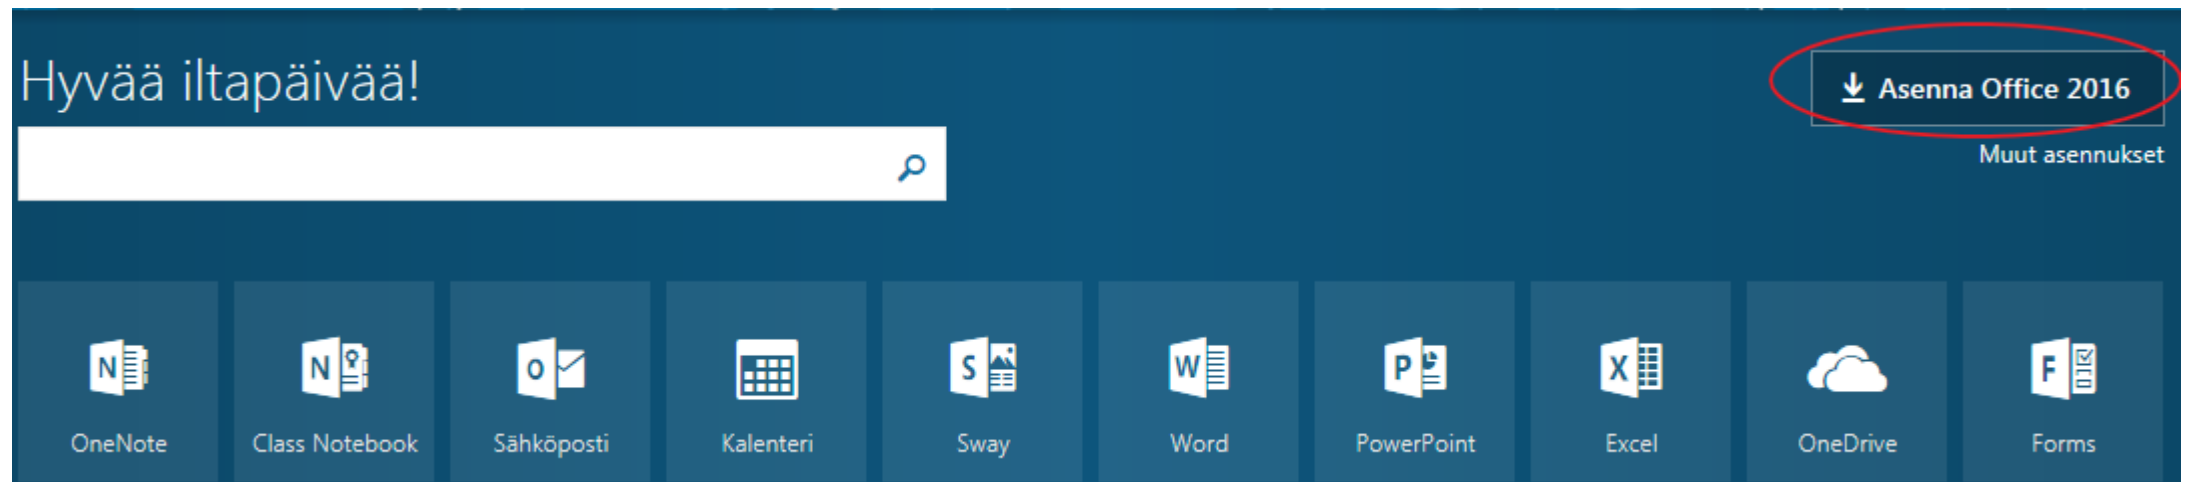 Hyvää iltapäivää!
Asenna Office 2016
Muut asennukset
OneNote
Class Notebook
Sähköposti
Kalenteri
Sway
Word
PowerPoint
Excel
OneDrive
Forms